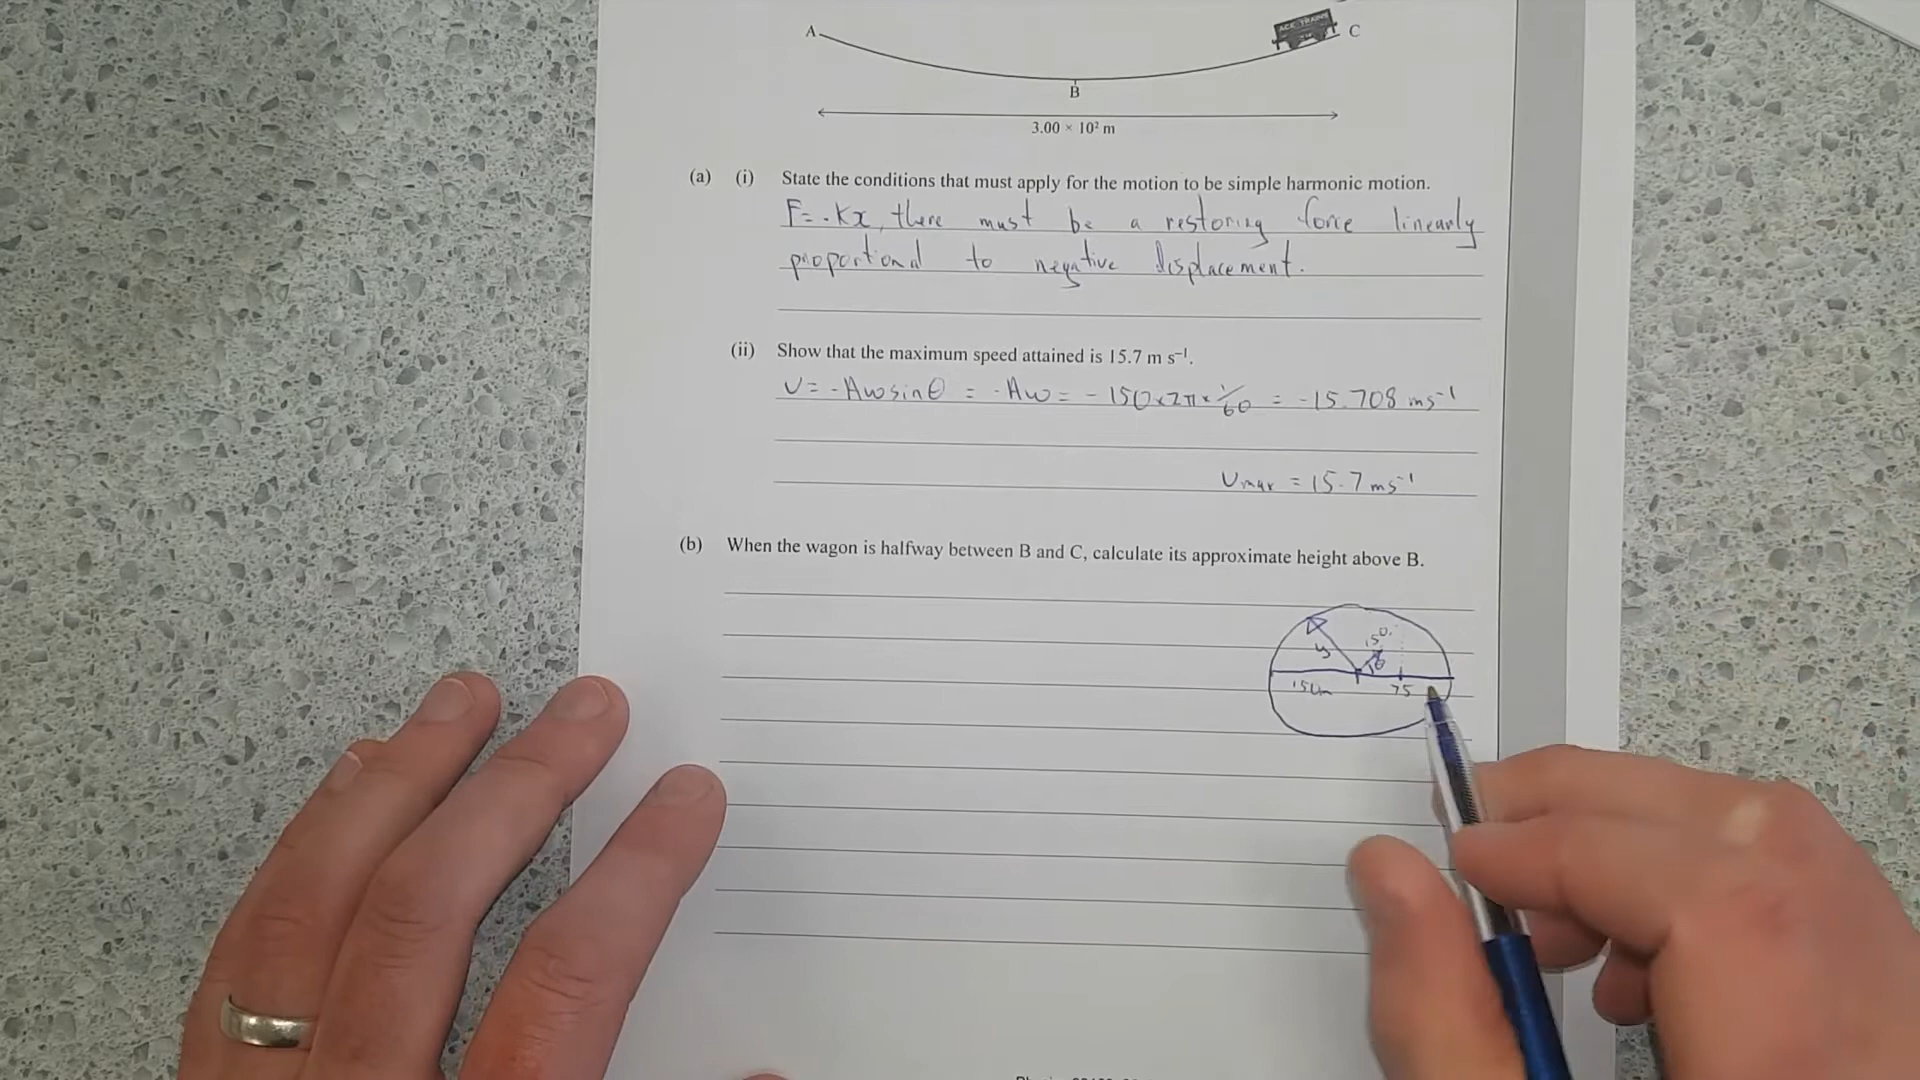 ACE TRAINS
A
C
B
3.00 × 10² m
(a) (i) State the conditions that must apply for the motion to be simple harmonic motion.
F=-Kx, there must be a restoring force linearly
proportional to negative displacement.
(ii) Show that the maximum speed attained is 15.7 m s⁻¹.
V= -Aω sinθ = -Aω = -150×2π×1/60 = -15.708 ms⁻¹
Vmax = 15.7 ms⁻¹
(b) When the wagon is halfway between B and C, calculate its approximate height above B.
150
y θ
150m 75